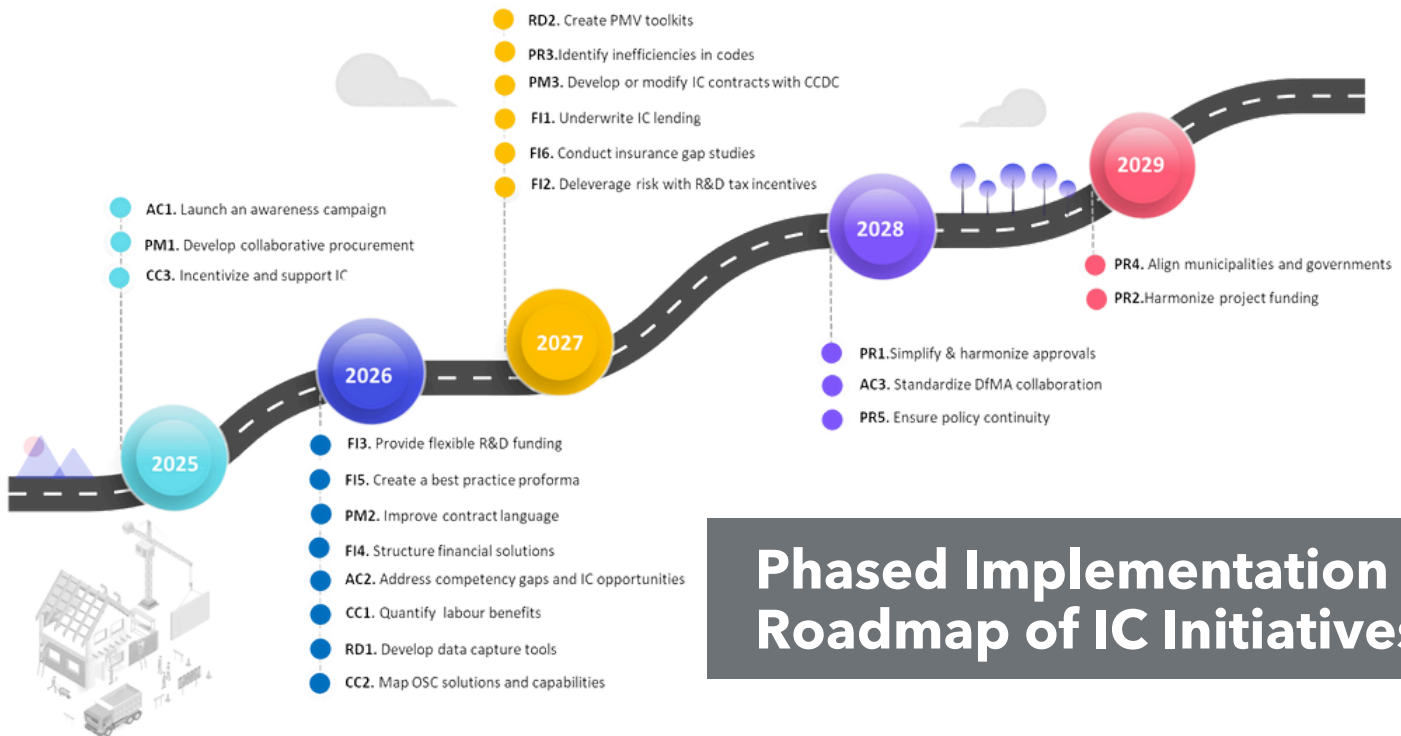 RD2. Create PMV toolkits
PR3.Identify inefficiencies in codes
PM3. Develop or modify IC contracts with CCDC
FI1. Underwrite IC lending
FI6. Conduct insurance gap studies
FI2. Deleverage risk with R&D tax incentives
AC1. Launch an awareness campaign
PM1. Develop collaborative procurement
CC3. Incentivize and support IC
2025
2026
2027
2028
2029
FI3. Provide flexible R&D funding
FI5. Create a best practice proforma
PM2. Improve contract language
FI4. Structure financial solutions
AC2. Address competency gaps and IC opportunities
CC1. Quantify labour benefits
RD1. Develop data capture tools
CC2. Map OSC solutions and capabilities
PR1.Simplify & harmonize approvals
AC3. Standardize DfMA collaboration
PR5. Ensure policy continuity
PR4. Align municipalities and governments
PR2.Harmonize project funding
Phased Implementation
Roadmap of IC Initiatives